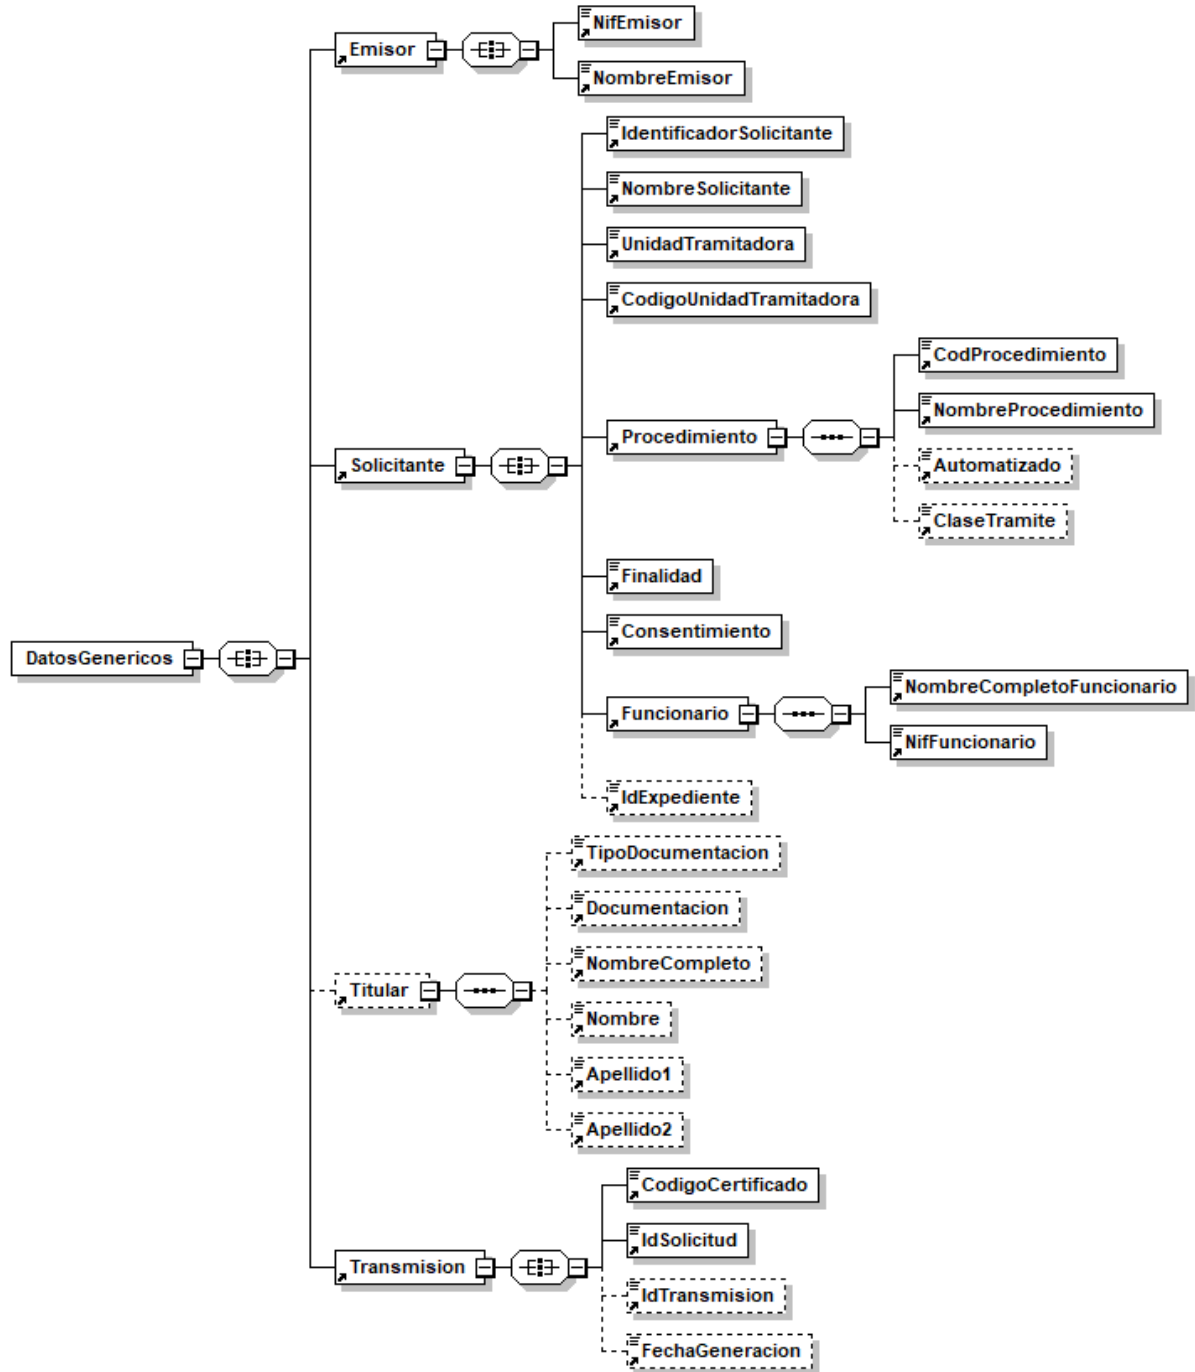 NifEmisor
Emisor
NombreEmisor
IdentificadorSolicitante
NombreSolicitante
UnidadTramitadora
CodigoUnidadTramitadora
CodProcedimiento
NombreProcedimiento
Procedimiento
Solicitante
Automatizado
ClaseTramite
Finalidad
Consentimiento
DatosGenericos
NombreCompletoFuncionario
Funcionario
NifFuncionario
IdExpediente
TipoDocumentacion
Documentacion
NombreCompleto
Titular
Nombre
Apellido1
Apellido2
CodigoCertificado
IdSolicitud
Transmision
IdTransmision
FechaGeneracion